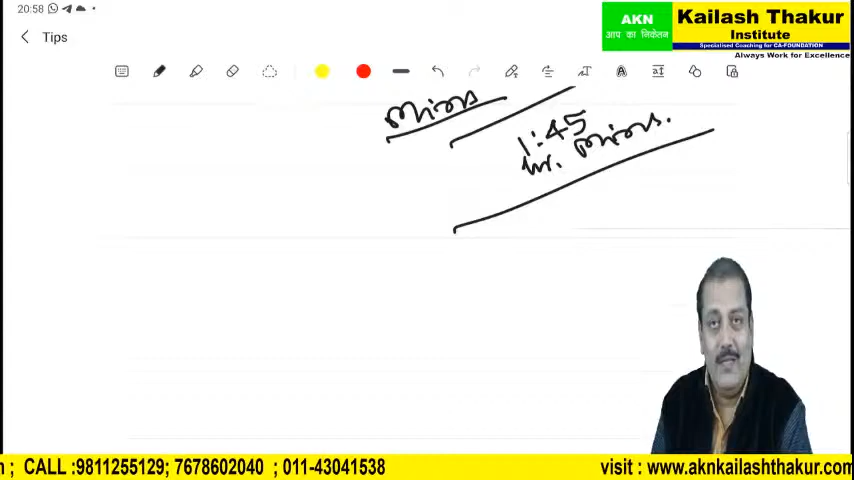 20:58
Tips
AKN
आप का निकेतन
Kailash Thakur
Institute
Specialised Coaching for CA-FOUNDATION
Always Work for Excellence
mins
1:45
hr. mins.
n ; CALL :9811255129; 7678602040 ; 011-43041538
visit : www.aknkailashthakur.com